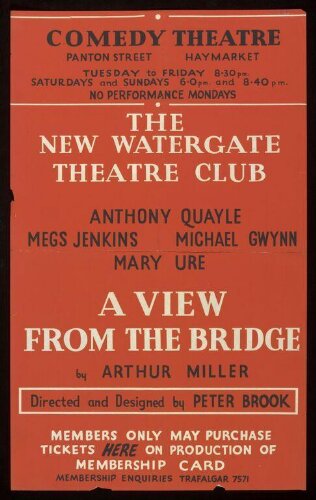 COMEDY THEATRE
PANTON STREET HAYMARKET
TUESDAY to FRIDAY 8·30 pm.
SATURDAYS and SUNDAYS 6·0 pm. and 8·40 p.m.
NO PERFORMANCE MONDAYS
THE
NEW WATERGATE
THEATRE CLUB
ANTHONY QUAYLE
MEGS JENKINS MICHAEL GWYNN
MARY URE
A VIEW
FROM THE BRIDGE
by ARTHUR MILLER
Directed and Designed by PETER BROOK
MEMBERS ONLY MAY PURCHASE
TICKETS HERE ON PRODUCTION OF
MEMBERSHIP CARD
MEMBERSHIP ENQUIRIES TRAFALGAR 7571